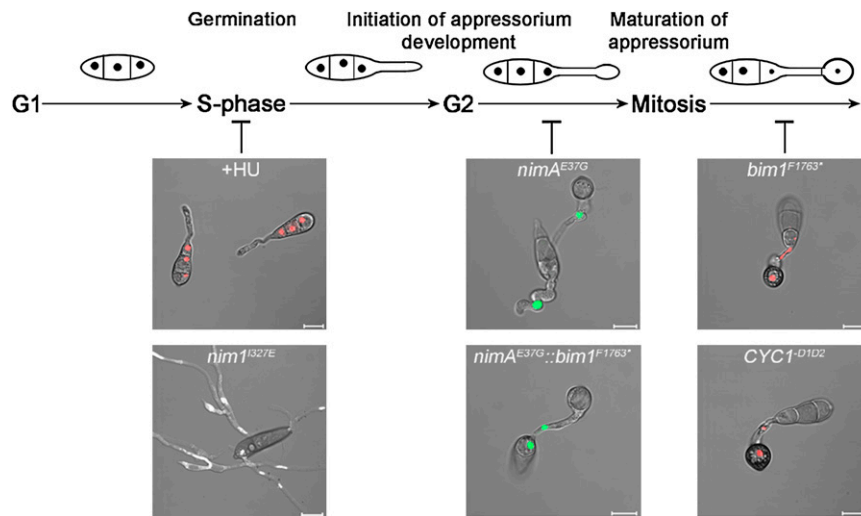 Germination
Initiation of appressorium
development
Maturation of
appressorium
G1
S-phase
G2
Mitosis
+HU
nimA^E37G
bim1^F1763*
nim1^I327E
nimA^E37G::bim1^F1763*
CYC1^-D1D2